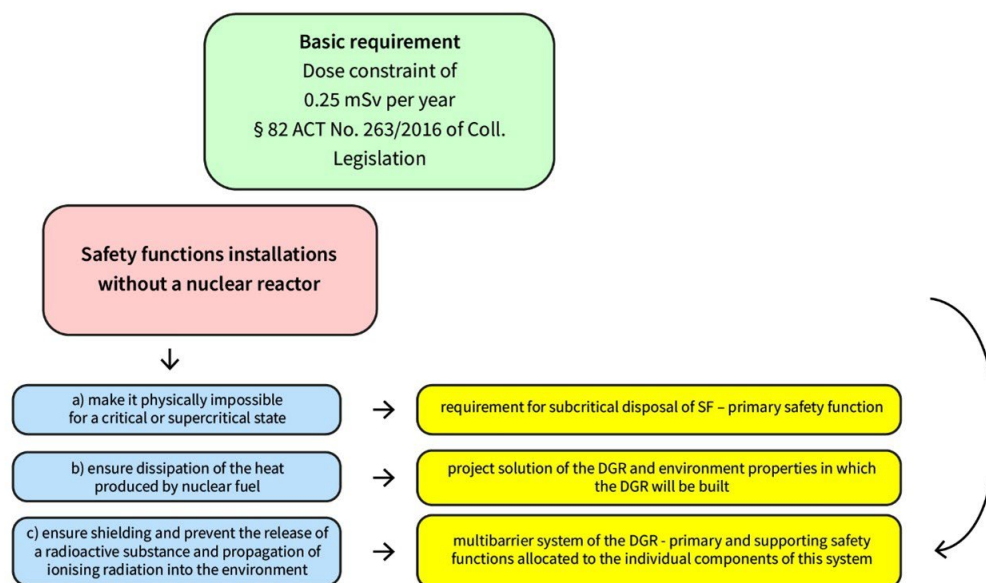 Basic requirement
Dose constraint of
0.25 mSv per year
§ 82 ACT No. 263/2016 of Coll.
Legislation
Safety functions installations
without a nuclear reactor
a) make it physically impossible
for a critical or supercritical state
requirement for subcritical disposal of SF – primary safety function
b) ensure dissipation of the heat
produced by nuclear fuel
project solution of the DGR and environment properties in which
the DGR will be built
c) ensure shielding and prevent the release of
a radioactive substance and propagation of
ionising radiation into the environment
multibarrier system of the DGR - primary and supporting safety
functions allocated to the individual components of this system